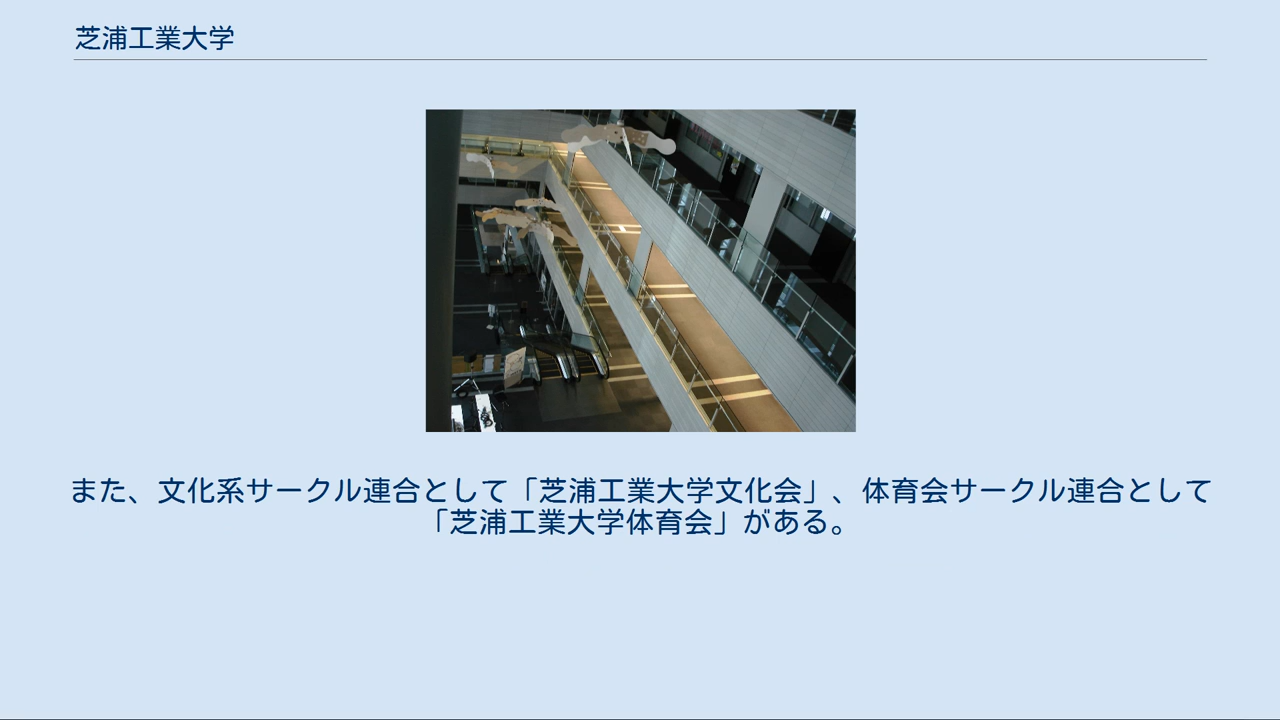 芝浦工業大学
また、文化系サークル連合として「芝浦工業大学文化会」、体育会サークル連合として
「芝浦工業大学体育会」がある。